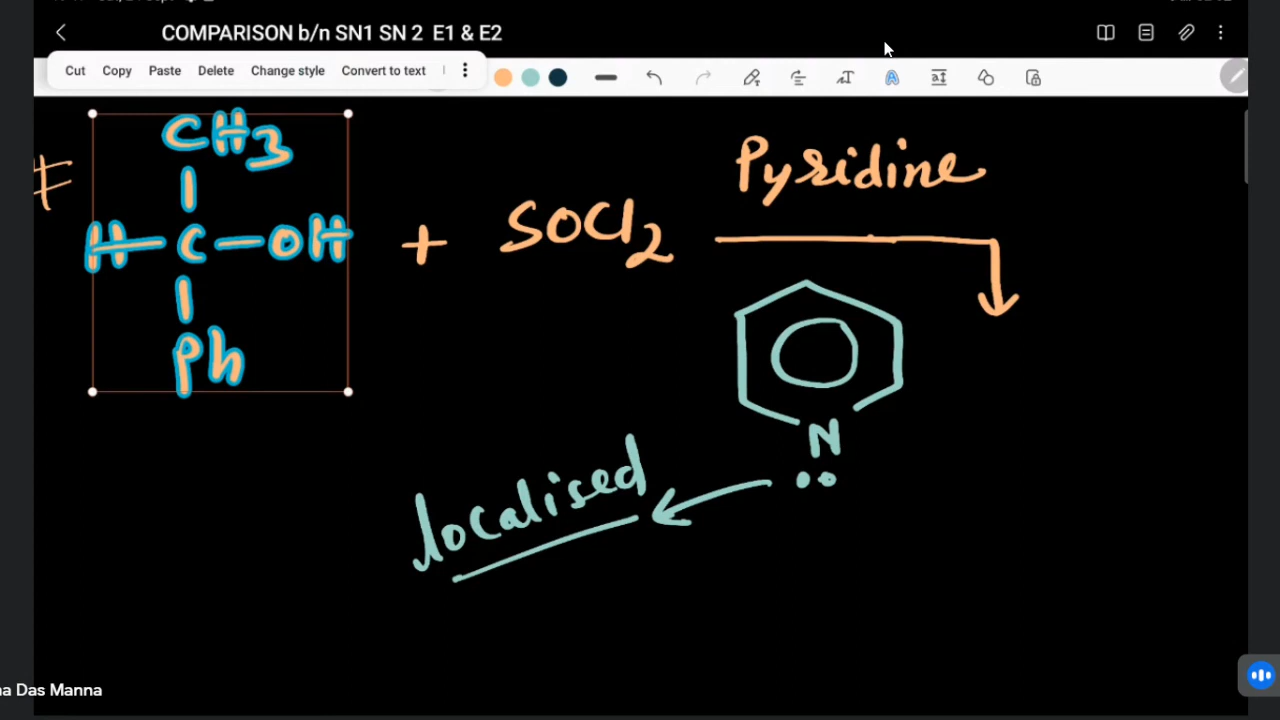 COMPARISON b/n SN1 SN 2 E1 & E2
Cut Copy Paste Delete Change style Convert to text
CH3
H C OH
Ph
+ SOCl2
Pyridine
N
localised
Das Manna